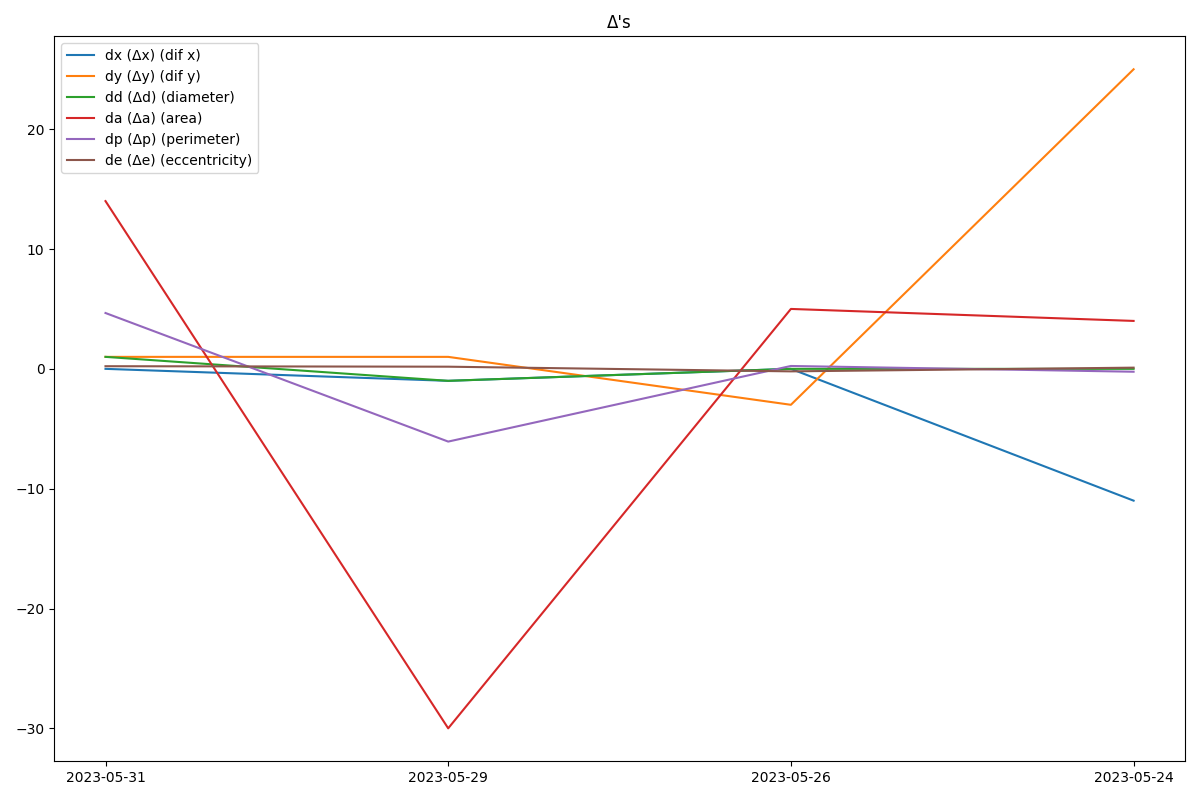 Δ's
dx (Δx) (dif x)
dy (Δy) (dif y)
dd (Δd) (diameter)
da (Δa) (area)
dp (Δp) (perimeter)
de (Δe) (eccentricity)
20
10
0
−10
−20
−30
2023-05-31 2023-05-29 2023-05-26 2023-05-24